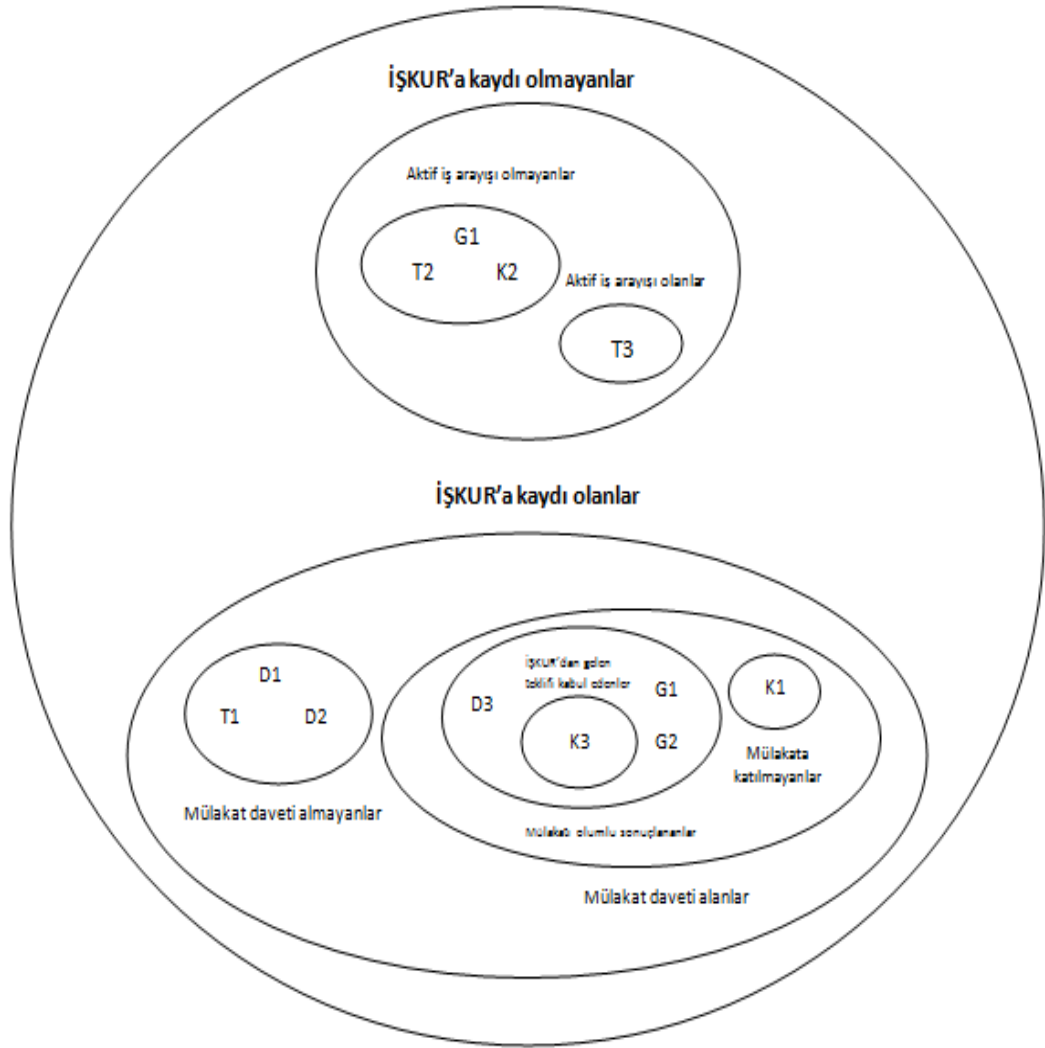 İŞKUR'a kaydı olmayanlar
Aktif iş arayışı olmayanlar
G1
T2 K2
Aktif iş arayışı olanlar
T3
İŞKUR'a kaydı olanlar
D1
T1 D2
Mülakat daveti almayanlar
İŞKUR'dan gelen
teklifi kabul edenler
D3
G1
K3
G2
K1
Mülakata
katılmayanlar
Mülakatı olumlu sonuçlananlar
Mülakat daveti alanlar